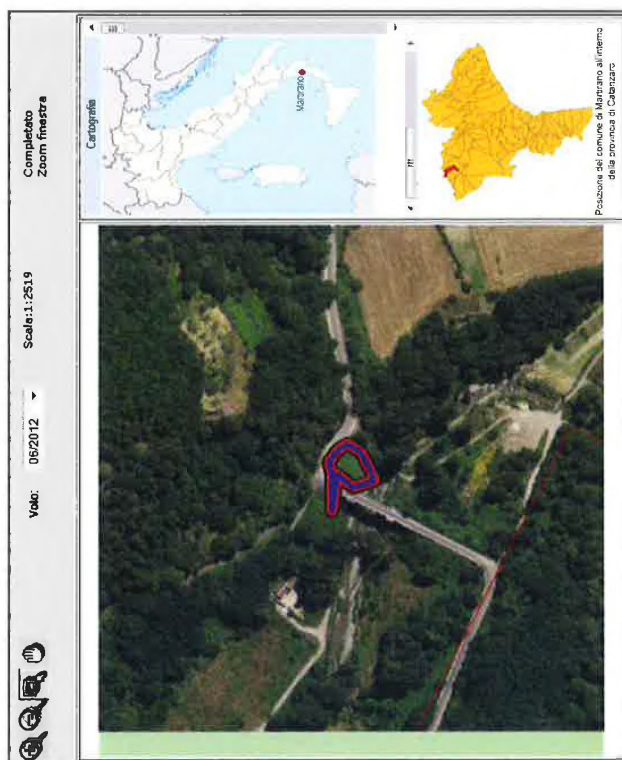 Volo: 06/2012
Scala:1:2519
Completato
Zoom finestra
Cartografia
Martirano
Posizione del comune di Martirano all'interno
della provincia di Catanzaro